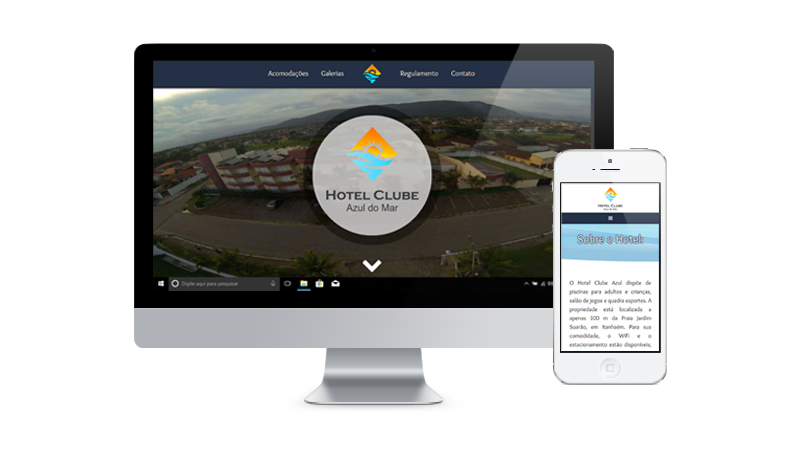 Acomodações Galerias Regulamento Contato
HOTEL CLUBE
Azul do Mar
Digite aqui para pesquisar
HOTEL CLUBE
Azul do Mar
Sobre o Hotel:
O Hotel Clube Azul dispõe de
piscinas para adultos e crianças,
salão de jogos e quadra esportes. A
propriedade está localizada a
apenas 100 m da Praia Jardim
Suarão, em Itanhaém. Para sua
comodidade, o WiFi e o
estacionamento estão disponíveis,